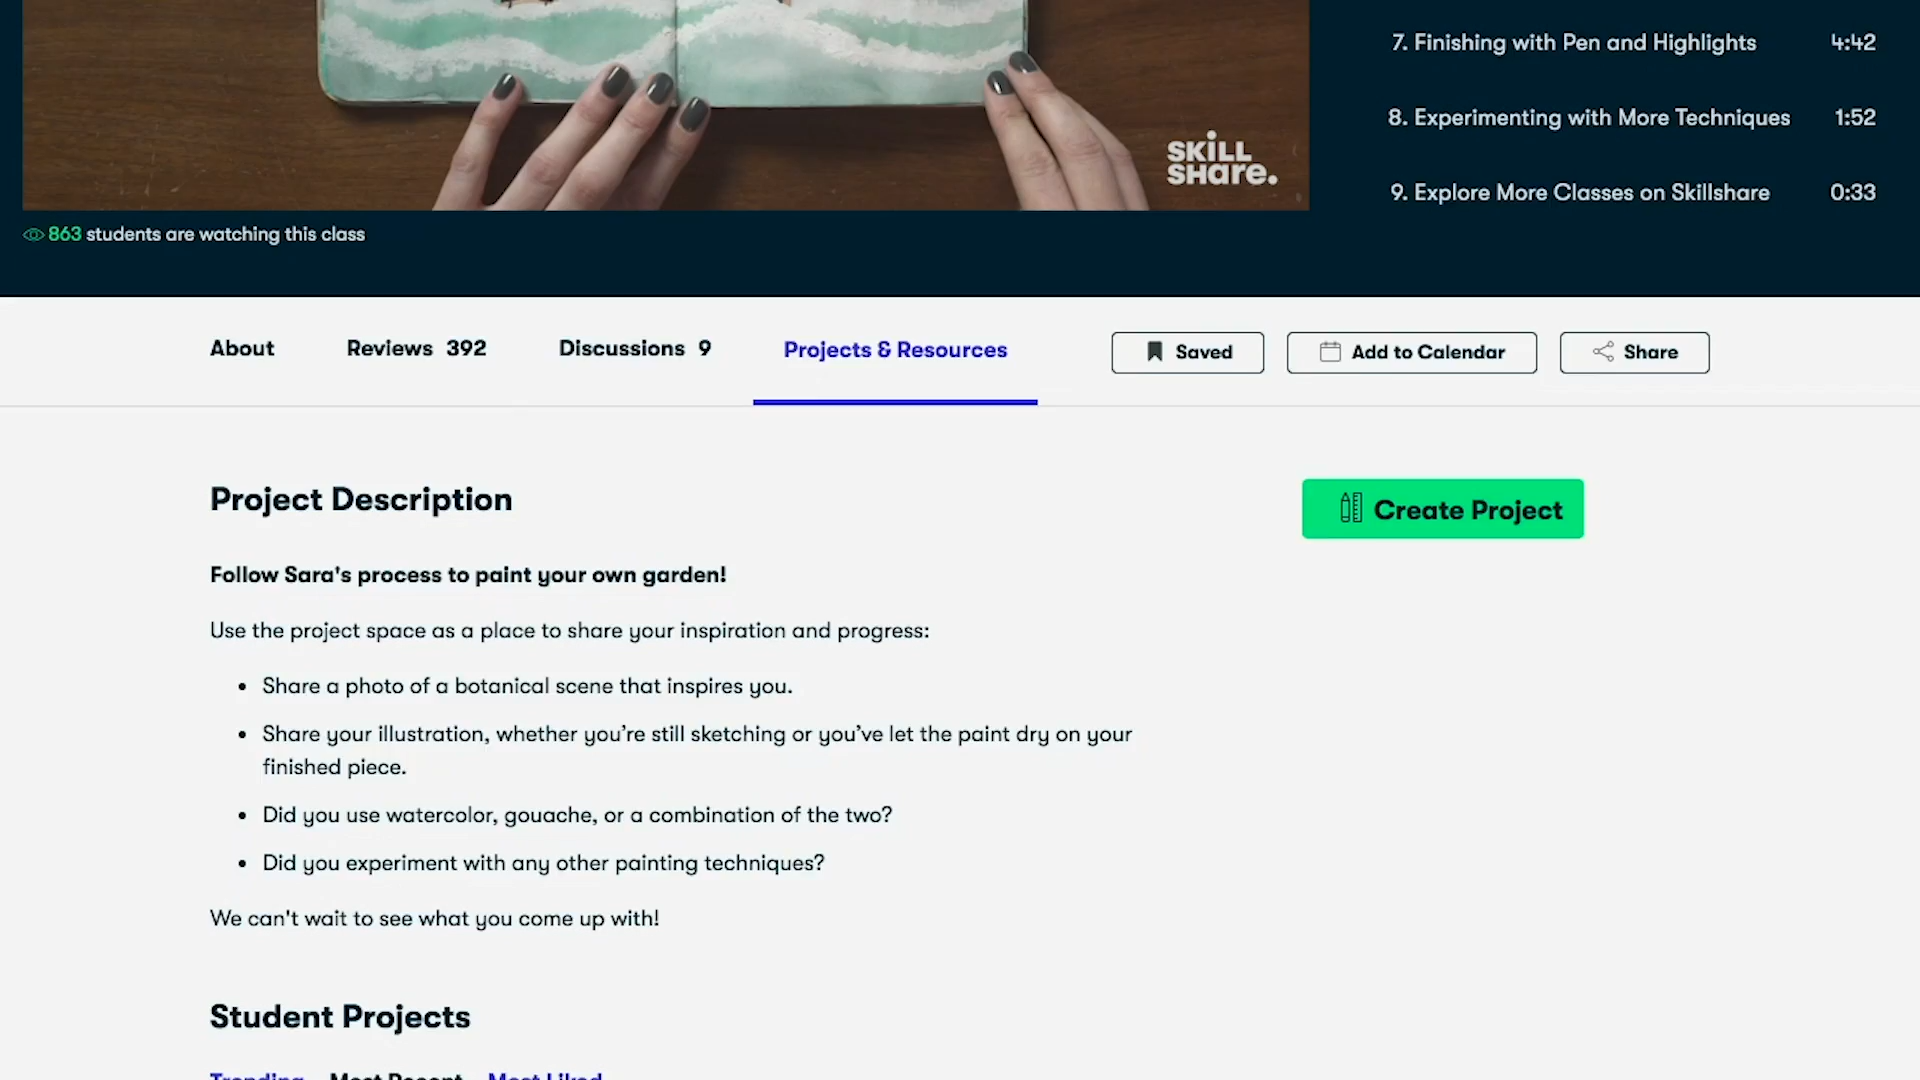 7. Finishing with Pen and Highlights 4:42
8. Experimenting with More Techniques 1:52
9. Explore More Classes on Skillshare 0:33
SKILL
SHare.
863 students are watching this class
About Reviews 392 Discussions 9 Projects & Resources Saved Add to Calendar Share
Project Description
Create Project
Follow Sara's process to paint your own garden!
Use the project space as a place to share your inspiration and progress:
• Share a photo of a botanical scene that inspires you.
• Share your illustration, whether you’re still sketching or you’ve let the paint dry on your
finished piece.
• Did you use watercolor, gouache, or a combination of the two?
• Did you experiment with any other painting techniques?
We can't wait to see what you come up with!
Student Projects
Trending Most Recent Most Liked